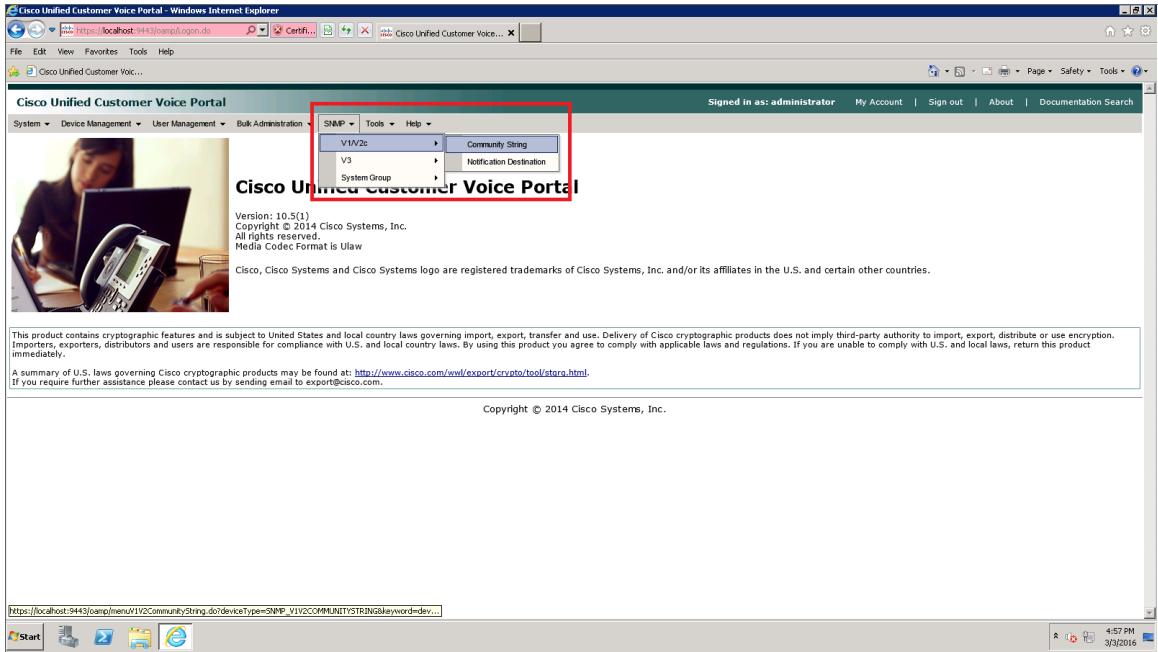 Cisco Unified Customer Voice Portal - Windows Internet Explorer
https://localhost:9443/oamp/Logon.do
Certifi...
Cisco Unified Customer Voice...
File Edit View Favorites Tools Help
Cisco Unified Customer Voic...
Page Safety Tools
Cisco Unified Customer Voice Portal
Signed in as: administrator My Account | Sign out | About | Documentation Search
System Device Management User Management Bulk Administration SNMP Tools Help
V1/V2c
Community String
V3
Notification Destination
System Group
Cisco Unified Customer Voice Portal
Version: 10.5(1)
Copyright © 2014 Cisco Systems, Inc.
All rights reserved.
Media Codec Format is Ulaw
Cisco, Cisco Systems and Cisco Systems logo are registered trademarks of Cisco Systems, Inc. and/or its affiliates in the U.S. and certain other countries.
This product contains cryptographic features and is subject to United States and local country laws governing import, export, transfer and use. Delivery of Cisco cryptographic products does not imply third-party authority to import, export, distribute or use encryption.
Importers, exporters, distributors and users are responsible for compliance with U.S. and local country laws. By using this product you agree to comply with applicable laws and regulations. If you are unable to comply with U.S. and local laws, return this product
immediately.
A summary of U.S. laws governing Cisco cryptographic products may be found at: http://www.cisco.com/wwl/export/crypto/tool/stqrg.html.
If you require further assistance please contact us by sending email to export@cisco.com.
Copyright © 2014 Cisco Systems, Inc.
https://localhost:9443/oamp/menuV1V2CommunityString.do?deviceType=SNMP_V1V2COMMUNITYSTRING&keyword=dev...
Start
4:57 PM
3/3/2016